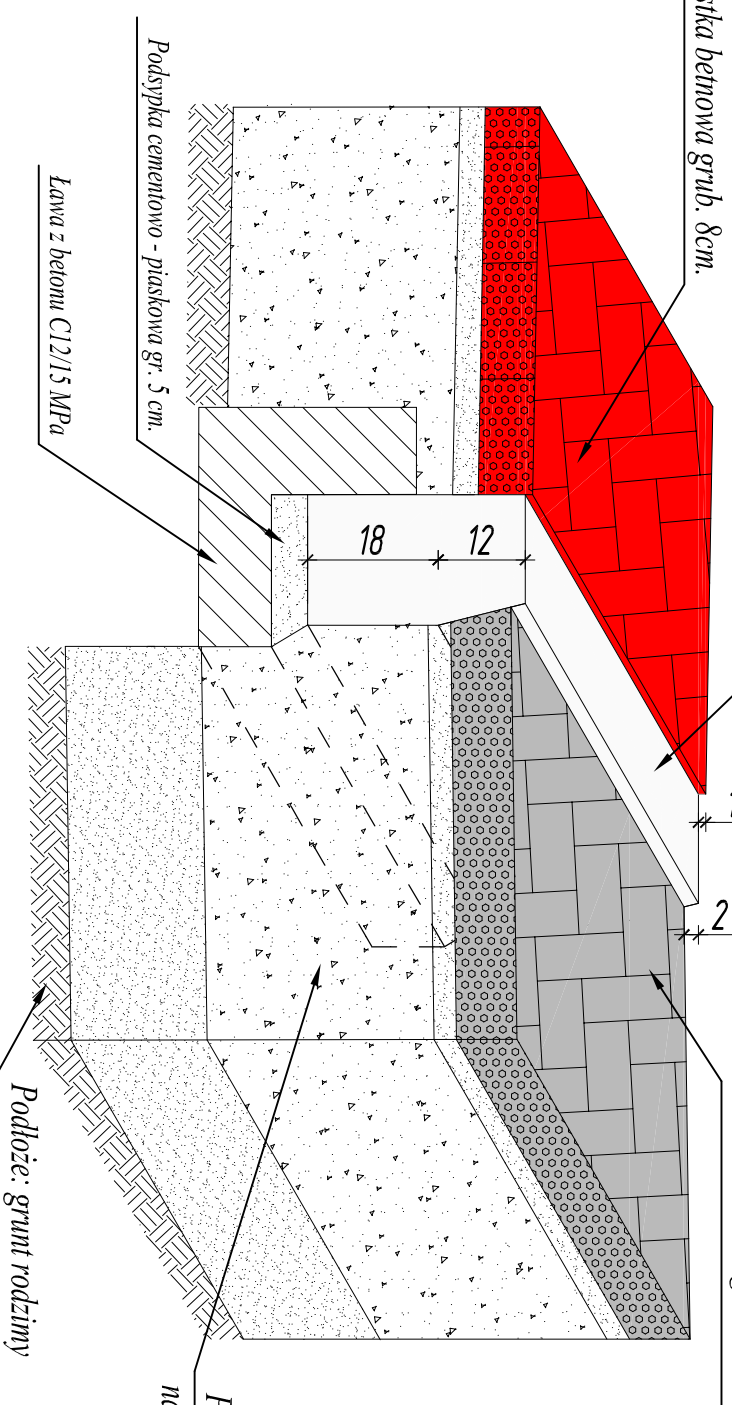 betnowa grub. 8cm.
Podsypka cementowo - piaskowa gr. 5 cm.
Ława z betonu C12/15 MPa
18
12
2
Podłoże: grunt rodzimy